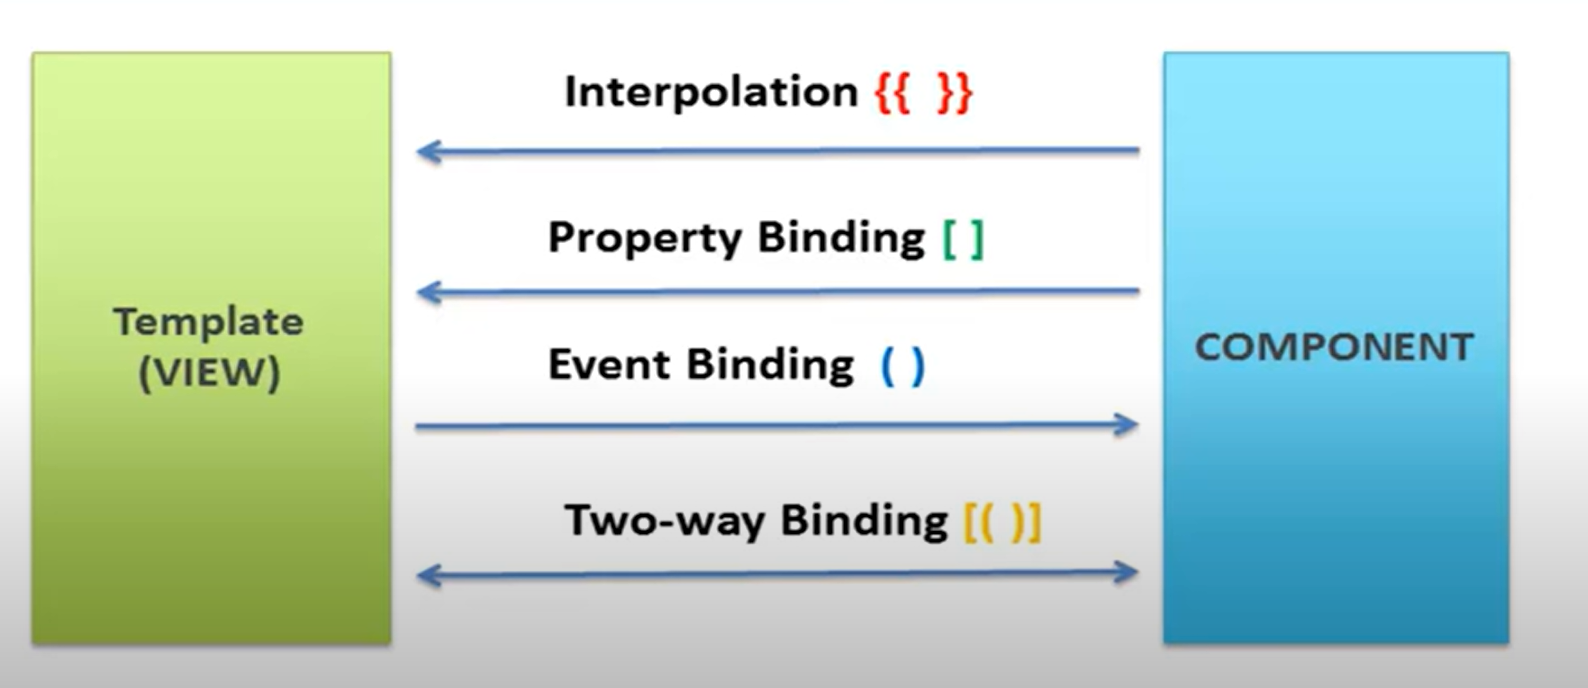 Interpolation {{ }}
Property Binding [ ]
Event Binding ( )
Two-way Binding [( )]
Template
(VIEW)
COMPONENT